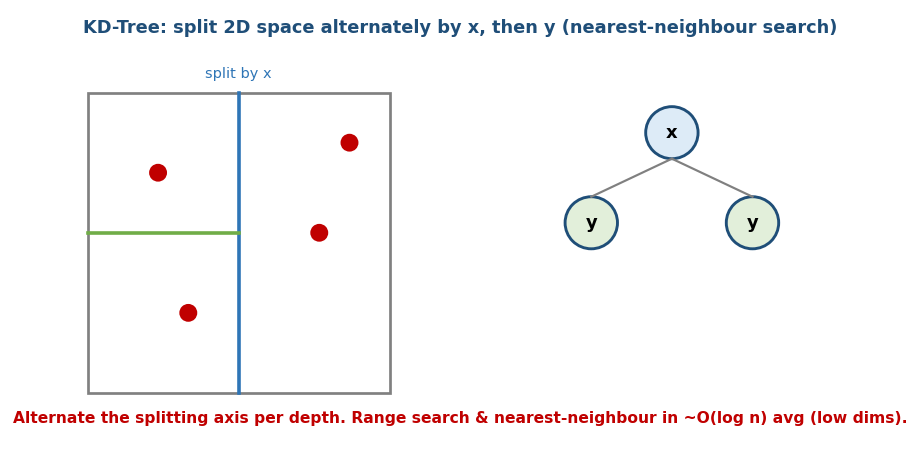 KD-Tree: split 2D space alternately by x, then y (nearest-neighbour search)
split by x
x
y
y
Alternate the splitting axis per depth. Range search & nearest-neighbour in ~O(log n) avg (low dims).